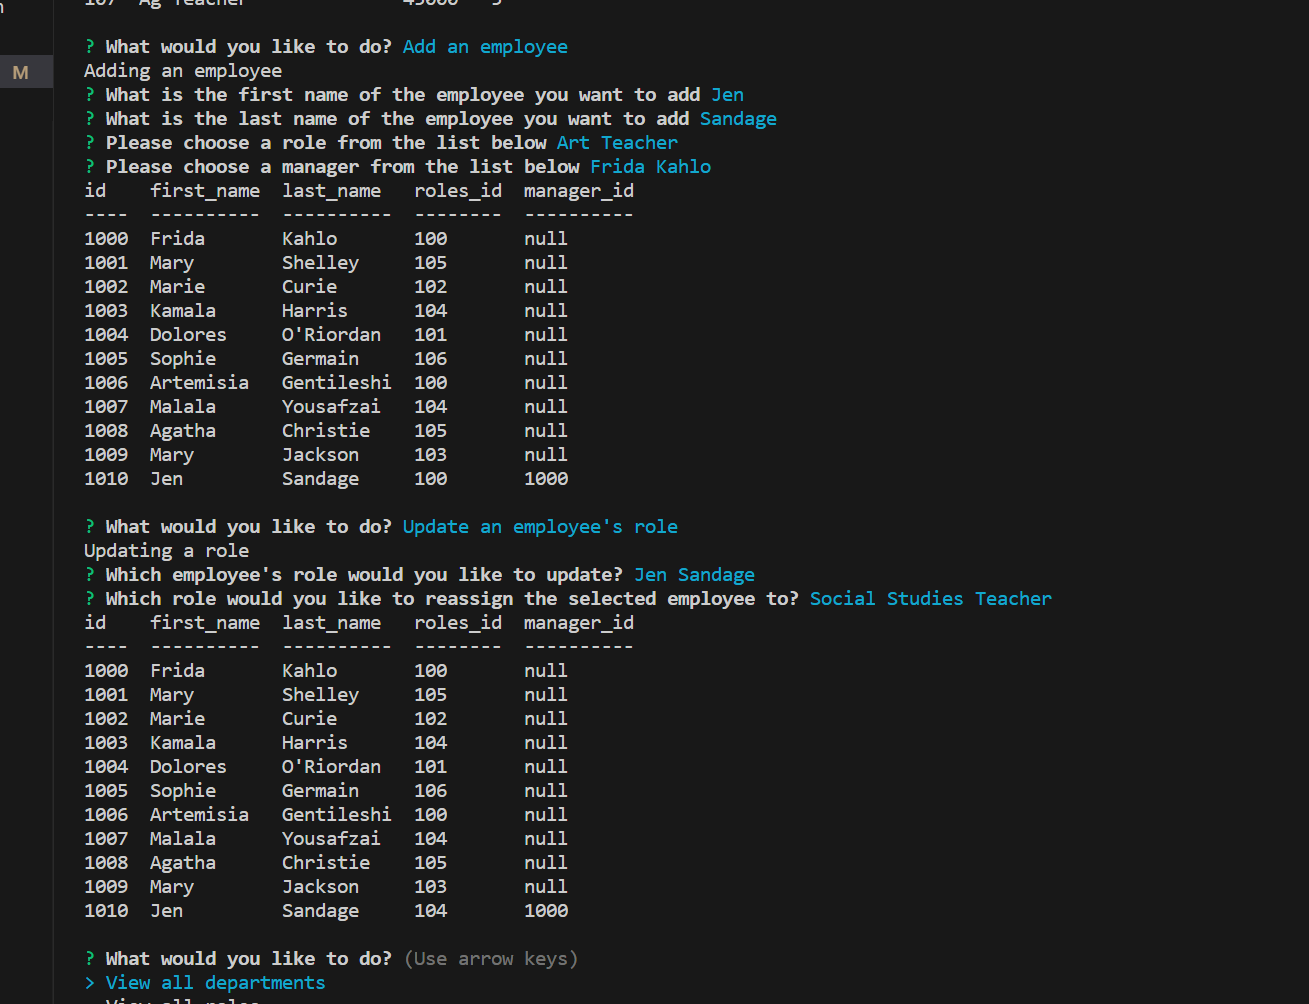 M
? What would you like to do? Add an employee
Adding an employee
? What is the first name of the employee you want to add Jen
? What is the last name of the employee you want to add Sandage
? Please choose a role from the list below Art Teacher
? Please choose a manager from the list below Frida Kahlo
id    first_name  last_name   roles_id  manager_id
----  ----------  ----------  --------  ----------
1000  Frida       Kahlo       100       null
1001  Mary        Shelley     105       null
1002  Marie       Curie       102       null
1003  Kamala      Harris      104       null
1004  Dolores     O'Riordan   101       null
1005  Sophie      Germain     106       null
1006  Artemisia   Gentileshi  100       null
1007  Malala      Yousafzai   104       null
1008  Agatha      Christie    105       null
1009  Mary        Jackson     103       null
1010  Jen         Sandage     100       1000
? What would you like to do? Update an employee's role
Updating a role
? Which employee's role would you like to update? Jen Sandage
? Which role would you like to reassign the selected employee to? Social Studies Teacher
id    first_name  last_name   roles_id  manager_id
----  ----------  ----------  --------  ----------
1000  Frida       Kahlo       100       null
1001  Mary        Shelley     105       null
1002  Marie       Curie       102       null
1003  Kamala      Harris      104       null
1004  Dolores     O'Riordan   101       null
1005  Sophie      Germain     106       null
1006  Artemisia   Gentileshi  100       null
1007  Malala      Yousafzai   104       null
1008  Agatha      Christie    105       null
1009  Mary        Jackson     103       null
1010  Jen         Sandage     104       1000
? What would you like to do? (Use arrow keys)
> View all departments